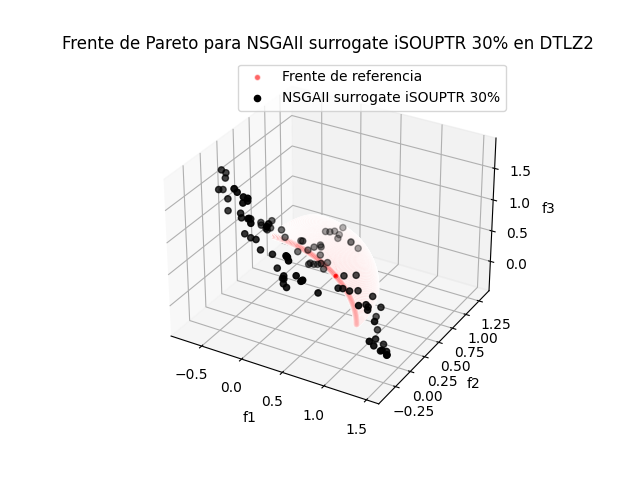 Frente de Pareto para NSGAII surrogate iSOUPTR 30% en DTLZ2
Frente de referencia
NSGAII surrogate iSOUPTR 30%
1.5
1.0
f3
0.5
0.0
1.25
1.00
0.75
0.50
0.25
f2
0.00
−0.25
−0.5
0.0
0.5
1.0
1.5
f1